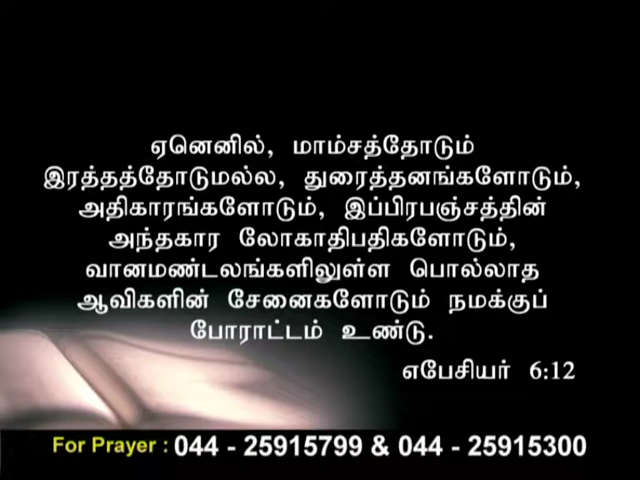 ஏனெனில், மாம்சத்தோடும்
இரத்தத்தோடுமல்ல, துரைத்தனங்களோடும்,
அதிகாரங்களோடும், இப்பிரபஞ்சத்தின்
அந்தகார லோகாதிபதிகளோடும்,
வானமண்டலங்களிலுள்ள பொல்லாத
ஆவிகளின் சேனைகளோடும் நமக்குப்
போராட்டம் உண்டு.
எபேசியர் 6:12
For Prayer : 044 - 25915799 & 044 - 25915300